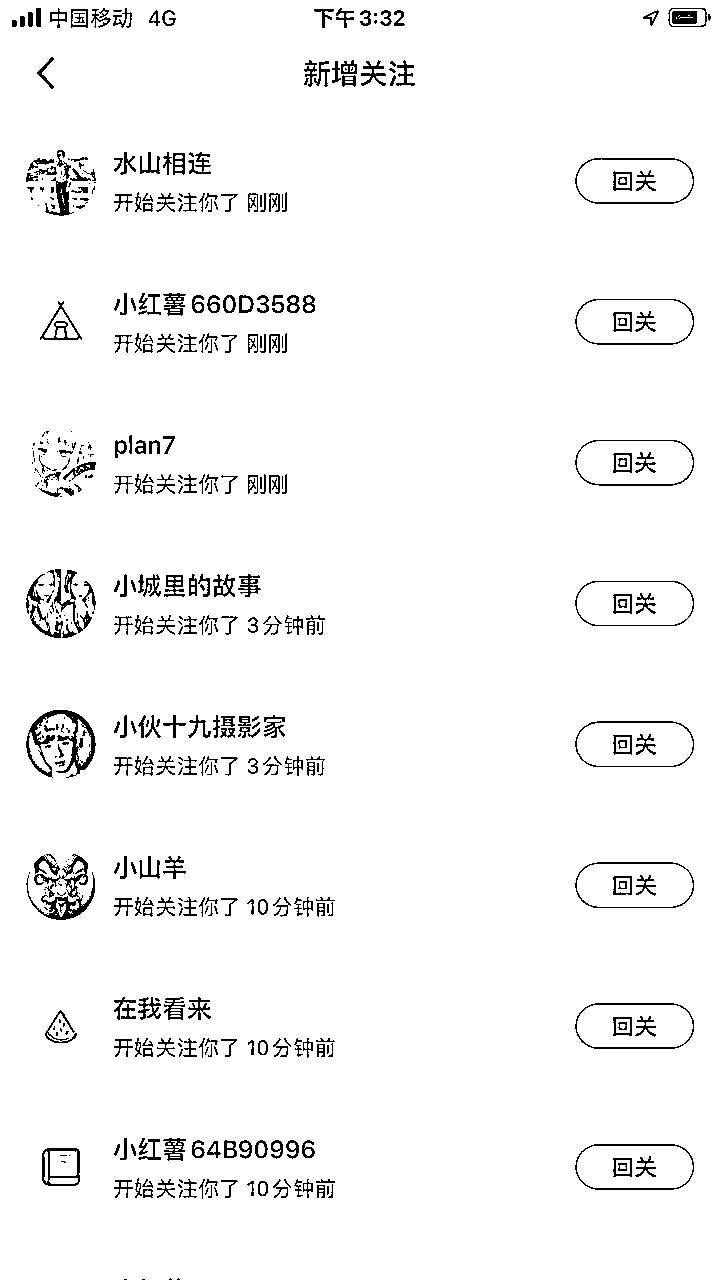 中国移动 4G 下午3:32
新增关注
水山相连
开始关注你了 刚刚
回关
小红薯660D3588
开始关注你了 刚刚
回关
plan7
开始关注你了 刚刚
回关
小城里的故事
开始关注你了 3分钟前
回关
小伙十九摄影家
开始关注你了 3分钟前
回关
小山羊
开始关注你了 10分钟前
回关
在我看来
开始关注你了 10分钟前
回关
小红薯64B90996
开始关注你了 10分钟前
回关